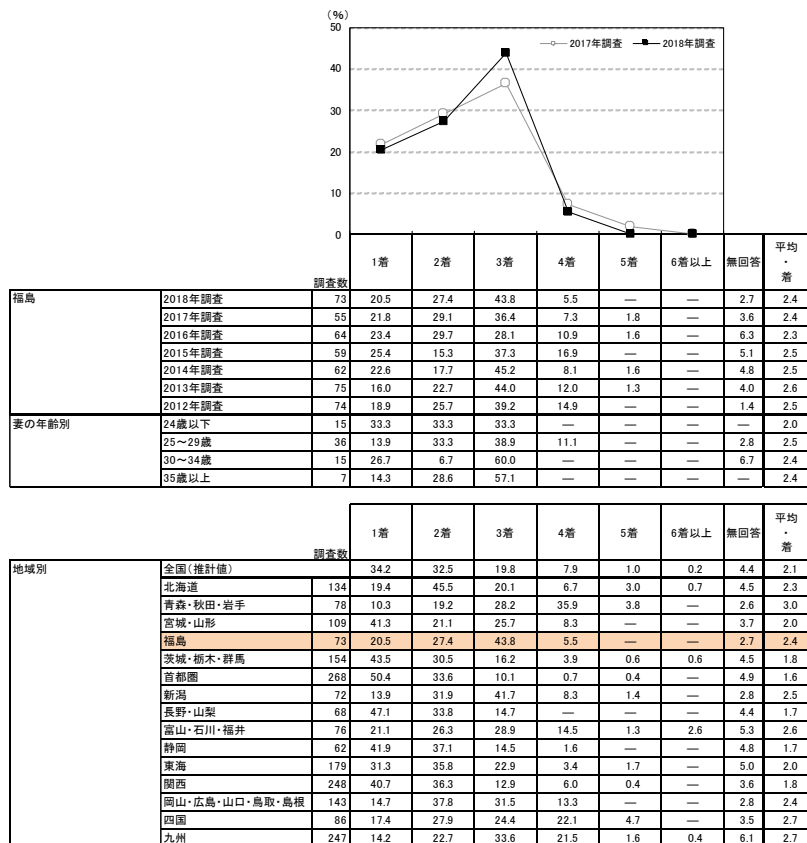 (%)
50
40
30
20
10
0
2017年調査 2018年調査
調査数 1着 2着 3着 4着 5着 6着以上 無回答 平均・着
福島 2018年調査 73 20.5 27.4 43.8 5.5 — — 2.7 2.4
2017年調査 55 21.8 29.1 36.4 7.3 1.8 — 3.6 2.4
2016年調査 64 23.4 29.7 28.1 10.9 1.6 — 6.3 2.3
2015年調査 59 25.4 15.3 37.3 16.9 — — 5.1 2.5
2014年調査 62 22.6 17.7 45.2 8.1 1.6 — 4.8 2.5
2013年調査 75 16.0 22.7 44.0 12.0 1.3 — 4.0 2.6
2012年調査 74 18.9 25.7 39.2 14.9 — — 1.4 2.5
妻の年齢別 24歳以下 15 33.3 33.3 33.3 — — — — 2.0
25～29歳 36 13.9 33.3 38.9 11.1 — — 2.8 2.5
30～34歳 15 26.7 6.7 60.0 — — — 6.7 2.4
35歳以上 7 14.3 28.6 57.1 — — — — 2.4
調査数 1着 2着 3着 4着 5着 6着以上 無回答 平均・着
地域別 全国(推計値) 34.2 32.5 19.8 7.9 1.0 0.2 4.4 2.1
北海道 134 19.4 45.5 20.1 6.7 3.0 0.7 4.5 2.3
青森・秋田・岩手 78 10.3 19.2 28.2 35.9 3.8 — 2.6 3.0
宮城・山形 109 41.3 21.1 25.7 8.3 — — 3.7 2.0
福島 73 20.5 27.4 43.8 5.5 — — 2.7 2.4
茨城・栃木・群馬 154 43.5 30.5 16.2 3.9 0.6 0.6 4.5 1.8
首都圏 268 50.4 33.6 10.1 0.7 0.4 — 4.9 1.6
新潟 72 13.9 31.9 41.7 8.3 1.4 — 2.8 2.5
長野・山梨 68 47.1 33.8 14.7 — — — 4.4 1.7
富山・石川・福井 76 21.1 26.3 28.9 14.5 1.3 2.6 5.3 2.6
静岡 62 41.9 37.1 14.5 1.6 — — 4.8 1.7
東海 179 31.3 35.8 22.9 3.4 1.7 — 5.0 2.0
関西 248 40.7 36.3 12.9 6.0 0.4 — 3.6 1.8
岡山・広島・山口・鳥取・島根 143 14.7 37.8 31.5 13.3 — — 2.8 2.4
四国 86 17.4 27.9 24.4 22.1 4.7 — 3.5 2.7
九州 247 14.2 22.7 33.6 21.5 1.6 0.4 6.1 2.7